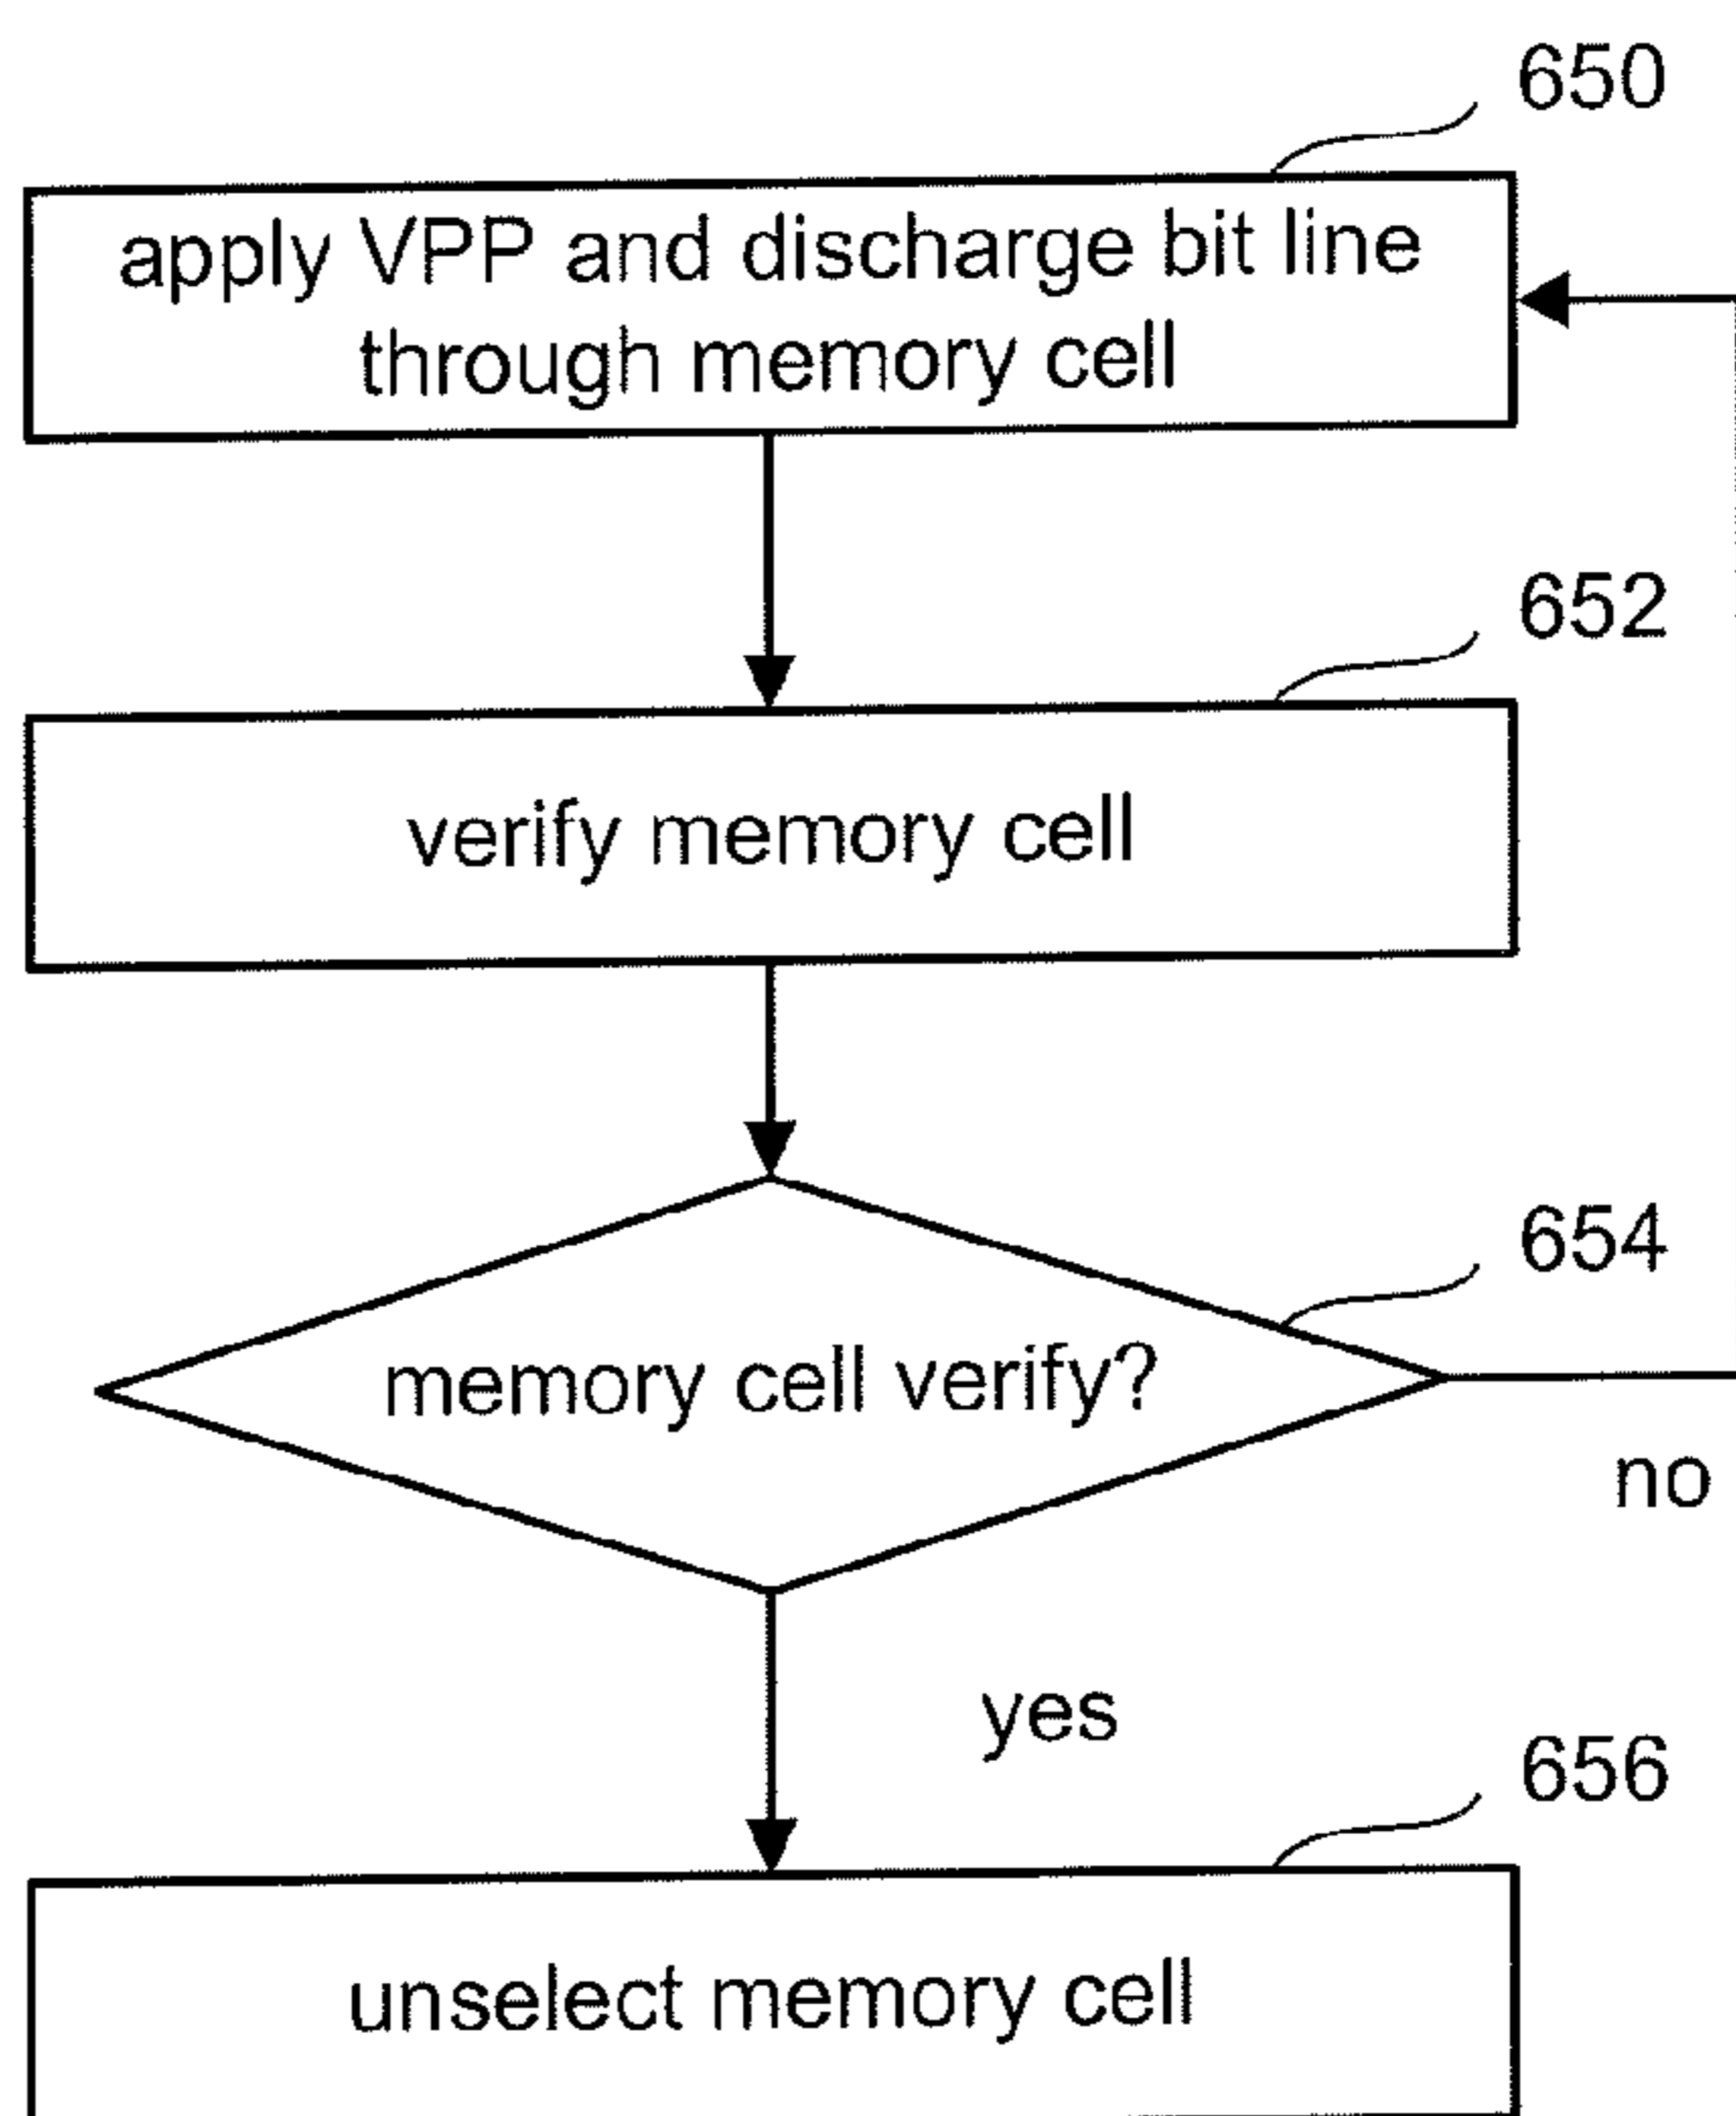 650
apply VPP and discharge bit line
through memory cell
652
verify memory cell
654
memory cell verify?
no
yes
656
unselect memory cell